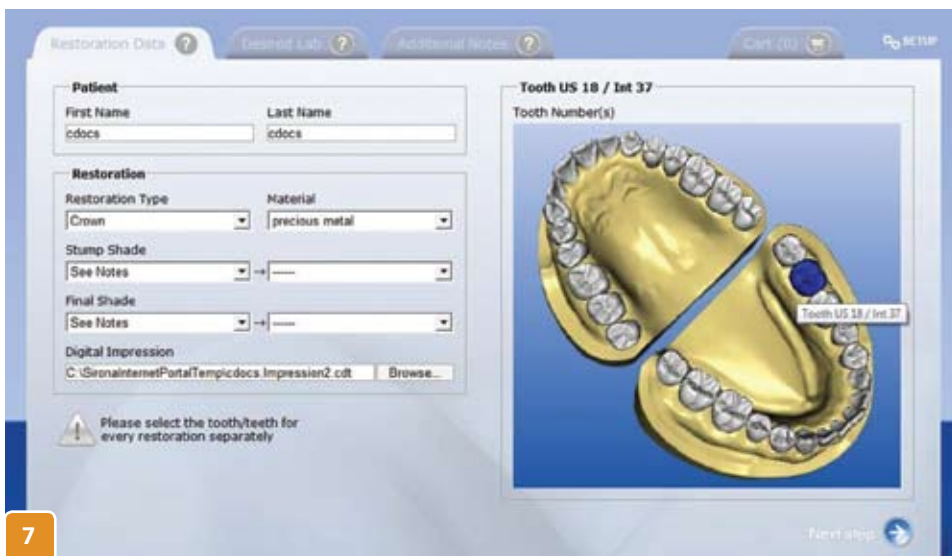 Restoration Data ? Desired Lab ? Additional Notes ? Cart (0) SETUP
Patient
First Name Last Name
cdocs cdocs
Restoration
Restoration Type Material
Crown precious metal
Stump Shade
See Notes → -----
Final Shade
See Notes → -----
Digital Impression
C:\SironaInternetPortalTemp\cdocs.Impression2.cdt Browse...
Please select the tooth/teeth for
every restoration separately
Tooth US 18 / Int 37
Tooth Number(s)
Tooth US 18 / Int 37
Next step
7